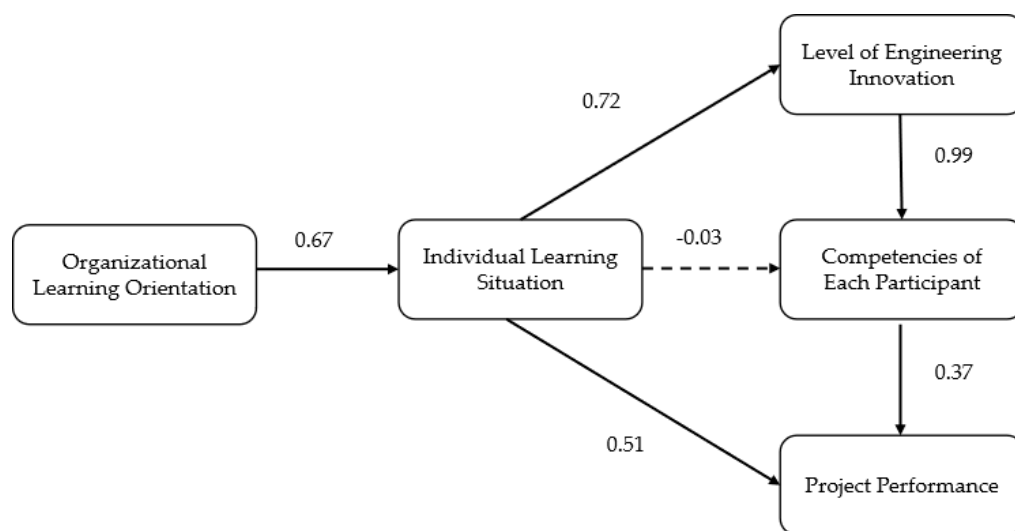 Level of Engineering
Innovation
0.72
0.99
Organizational
Learning Orientation
0.67
Individual Learning
Situation
-0.03
Competencies of
Each Participant
0.37
0.51
Project Performance